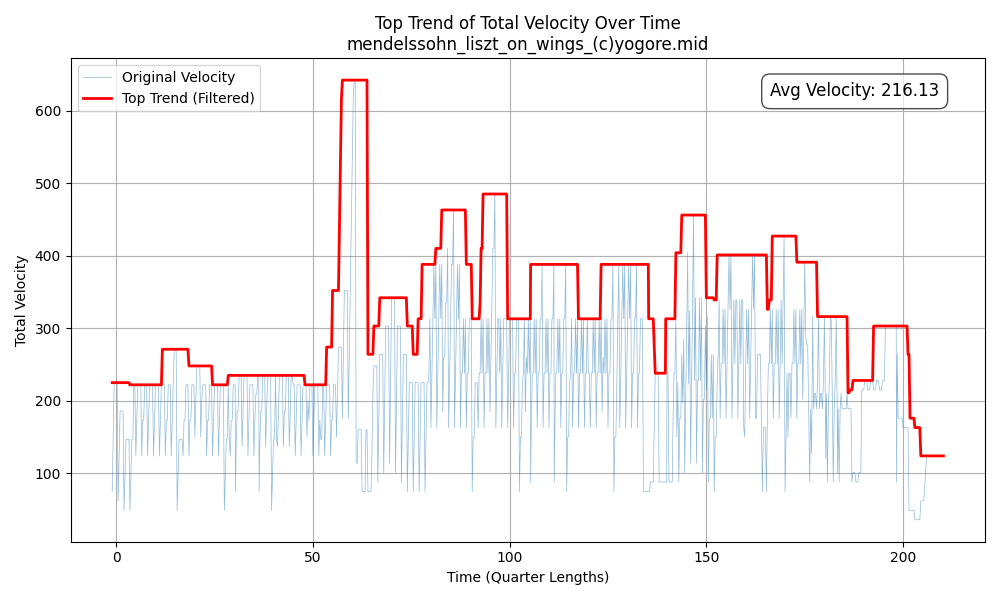 Top Trend of Total Velocity Over Time
mendelssohn_liszt_on_wings_(c)yogore.mid
Original Velocity
Top Trend (Filtered)
Avg Velocity: 216.13
Total Velocity
600
500
400
300
200
100
0
50
100
150
200
Time (Quarter Lengths)